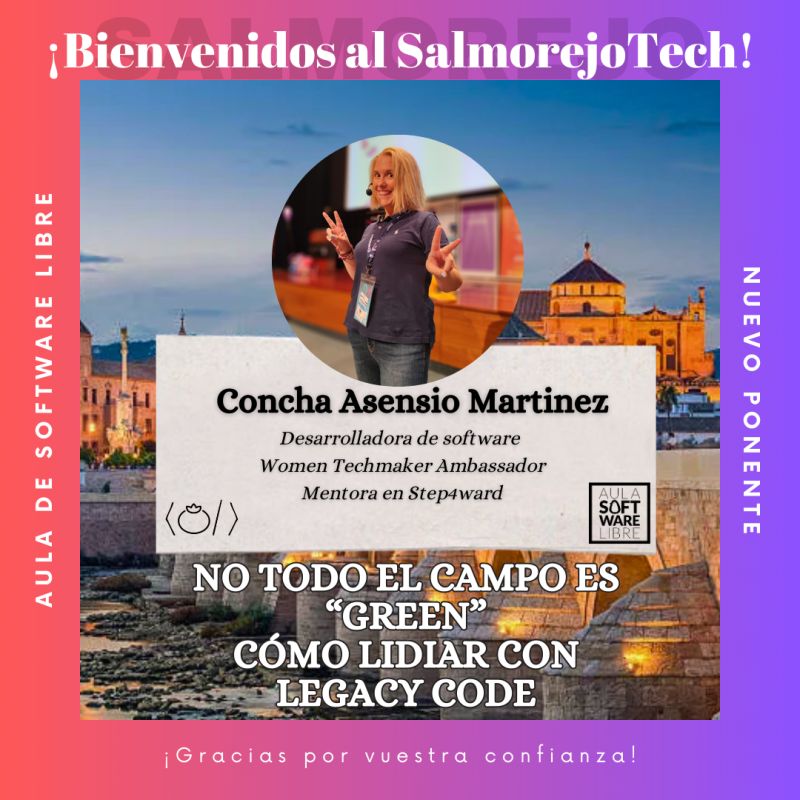 SALMOREJO
¡Bienvenidos al SalmorejoTech!
AULA DE SOFTWARE LIBRE
NUEVO PONENTE
Concha Asensio Martinez
Desarrolladora de software
Women Techmaker Ambassador
Mentora en Step4ward
AULA
SOFT
WARE
LIBRE
NO TODO EL CAMPO ES
“GREEN”
CÓMO LIDIAR CON
LEGACY CODE
¡Gracias por vuestra confianza!